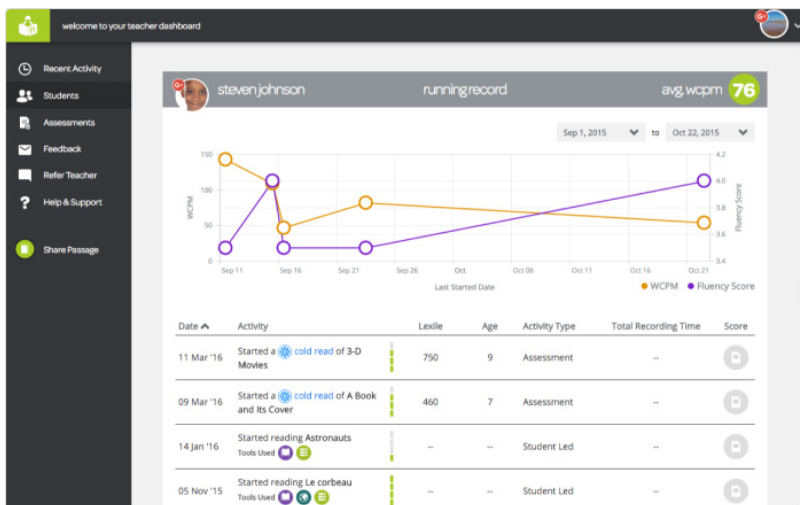 welcome to your teacher dashboard
G+
Recent Activity
Students
Assessments
Feedback
Refer Teacher
Help & Support
Share Passage
G+ steven johnson running record avg. wcpm 76
Sep 1, 2015 to Oct 22, 2015
150 4.2
100 4.0
3.8
50 3.6
0 3.4
WCPM
Fluency Score
Sep 11 Sep 16 Sep 21 Sep 26 Oct Oct 06 Oct 11 Oct 16 Oct 21
Last Started Date
WCPM Fluency Score
Date Activity Lexile Age Activity Type Total Recording Time Score
11 Mar '16 Started a cold read of 3-D Movies 750 9 Assessment --
09 Mar '16 Started a cold read of A Book and Its Cover 460 7 Assessment --
14 Jan '16 Started reading Astronauts -- -- Student Led --
Tools Used
05 Nov '15 Started reading Le corbeau -- -- Student Led --
Tools Used